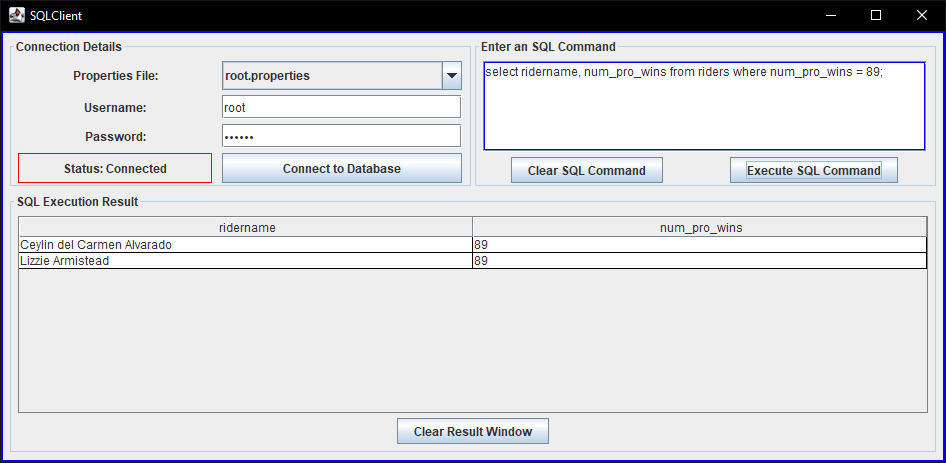 SQLClient
Connection Details
Properties File:
root.properties
Username:
root
Password:
••••••
Status: Connected
Connect to Database
Enter an SQL Command
select ridername, num_pro_wins from riders where num_pro_wins = 89;
Clear SQL Command
Execute SQL Command
SQL Execution Result
ridername num_pro_wins
Ceylin del Carmen Alvarado 89
Lizzie Armistead 89
Clear Result Window